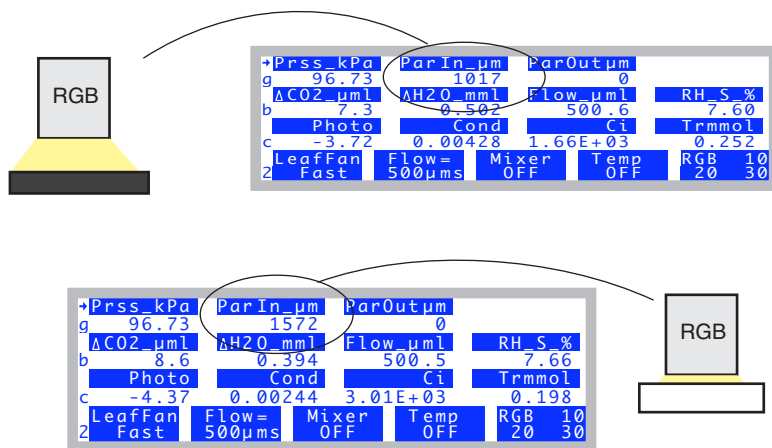 RGB
→Prss_kPa ParIn_µm ParOutµm
g 96.73 1017 0
ΔCO2_µml ΔH2O_mml Flow_µml RH_S_%
b 7.3 0.502 500.6 7.60
Photo Cond Ci Trmmol
c -3.72 0.00428 1.66E+03 0.252
LeafFan Flow= Mixer Temp RGB 10
2 Fast 500µms OFF OFF 20 30
→Prss_kPa ParIn_µm ParOutµm
g 96.73 1572 0
ΔCO2_µml ΔH2O_mml Flow_µml RH_S_%
b 8.6 0.394 500.5 7.66
Photo Cond Ci Trmmol
c -4.37 0.00244 3.01E+03 0.198
LeafFan Flow= Mixer Temp RGB 10
2 Fast 500µms OFF OFF 20 30
RGB